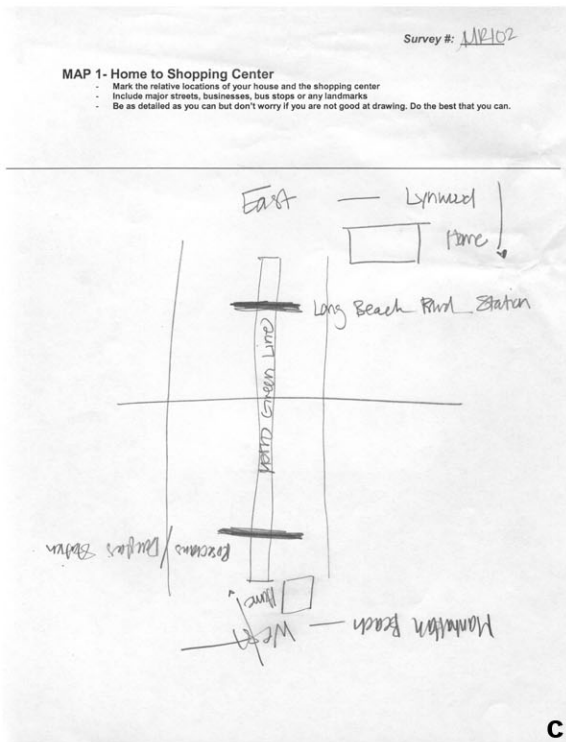 Survey #: MR102
MAP 1- Home to Shopping Center
- Mark the relative locations of your house and the shopping center
- Include major streets, businesses, bus stops or any landmarks
- Be as detailed as you can but don't worry if you are not good at drawing. Do the best that you can.
East — Lynwood
Home
Long Beach Blvd Station
Metro Green Line
Rosecrans / Douglas Station
Home
West — Manhattan Beach
C